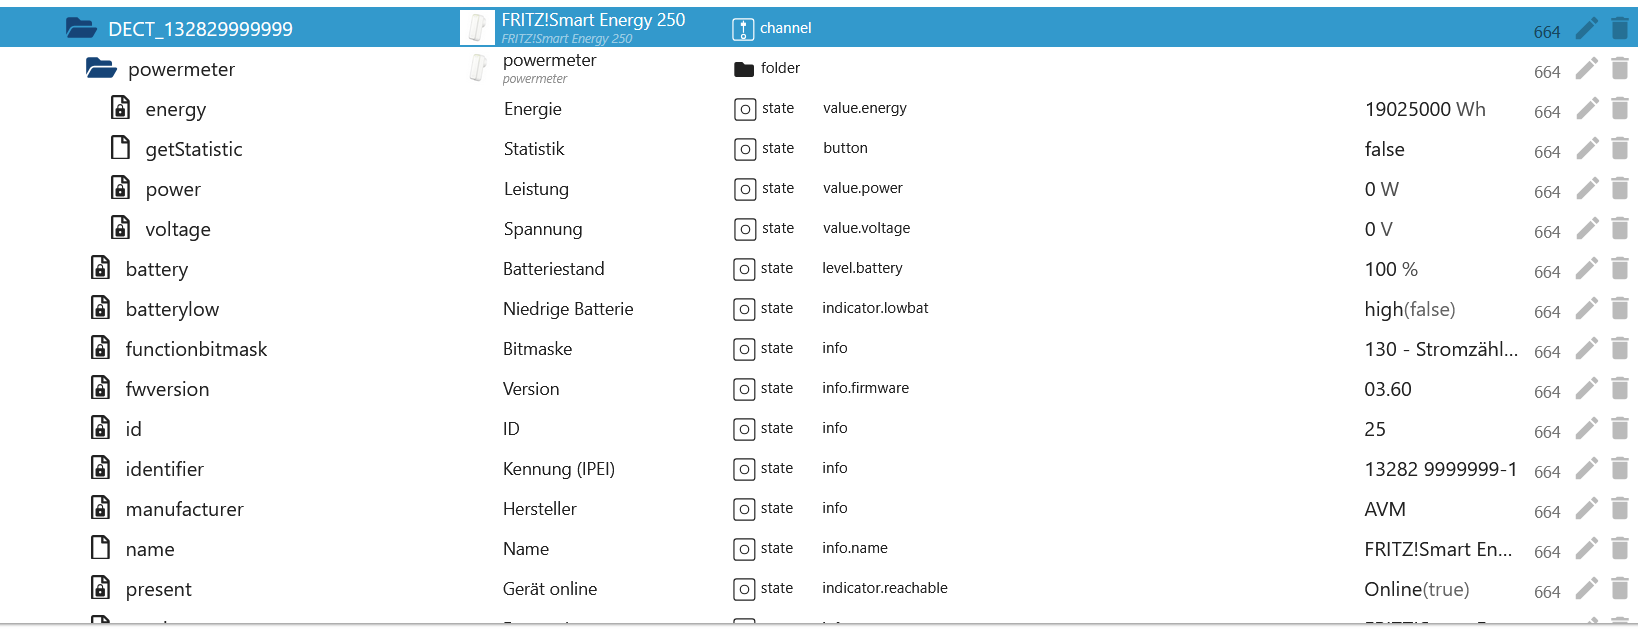 DECT_132829999999 FRITZ!Smart Energy 250 channel 664
FRITZ!Smart Energy 250
powermeter powermeter folder 664
powermeter
energy Energie state value.energy 19025000 Wh 664
getStatistic Statistik state button false 664
power Leistung state value.power 0 W 664
voltage Spannung state value.voltage 0 V 664
battery Batteriestand state level.battery 100 % 664
batterylow Niedrige Batterie state indicator.lowbat high(false) 664
functionbitmask Bitmaske state info 130 - Stromzähl... 664
fwversion Version state info.firmware 03.60 664
id ID state info 25 664
identifier Kennung (IPEI) state info 13282 9999999-1 664
manufacturer Hersteller state info AVM 664
name Name state info.name FRITZ!Smart En... 664
present Gerät online state indicator.reachable Online(true) 664